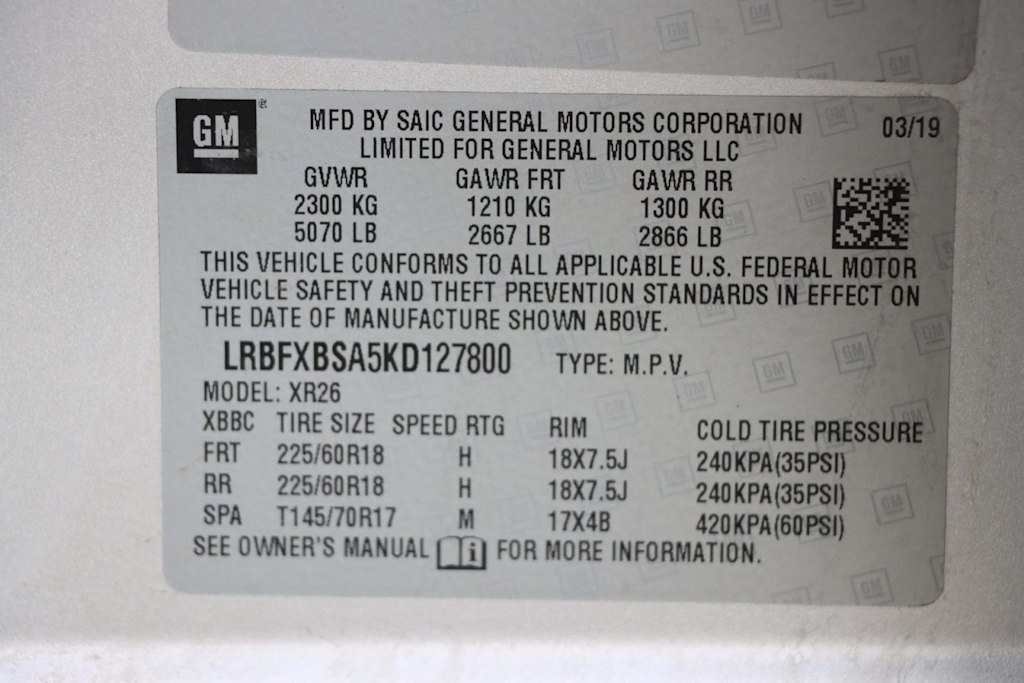 GM ®
MFD BY SAIC GENERAL MOTORS CORPORATION 03/19
LIMITED FOR GENERAL MOTORS LLC
GVWR GAWR FRT GAWR RR
2300 KG 1210 KG 1300 KG
5070 LB 2667 LB 2866 LB
THIS VEHICLE CONFORMS TO ALL APPLICABLE U.S. FEDERAL MOTOR
VEHICLE SAFETY AND THEFT PREVENTION STANDARDS IN EFFECT ON
THE DATE OF MANUFACTURE SHOWN ABOVE.
LRBFXBSA5KD127800 TYPE: M.P.V.
MODEL: XR26
XBBC TIRE SIZE SPEED RTG RIM COLD TIRE PRESSURE
FRT 225/60R18 H 18X7.5J 240KPA(35PSI)
RR 225/60R18 H 18X7.5J 240KPA(35PSI)
SPA T145/70R17 M 17X4B 420KPA(60PSI)
SEE OWNER'S MANUAL i FOR MORE INFORMATION.